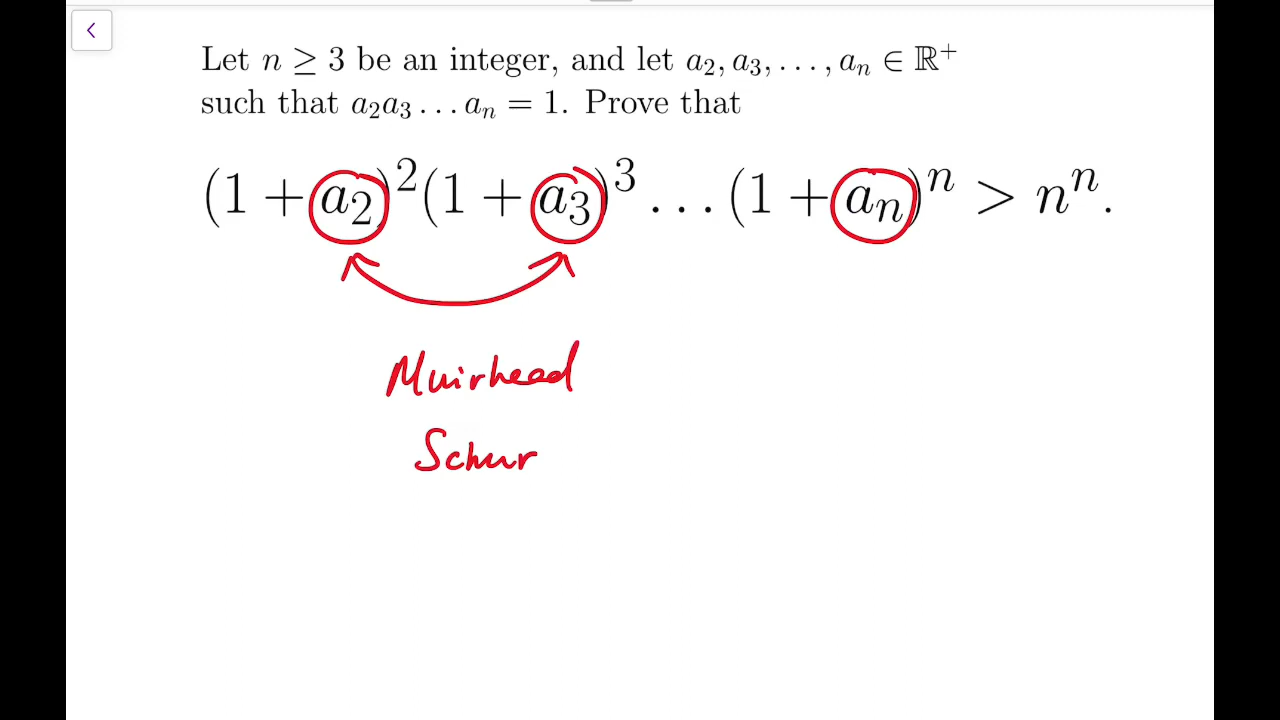 Let n ≥ 3 be an integer, and let a₂, a₃, . . . , aₙ ∈ ℝ⁺
such that a₂a₃ . . . aₙ = 1. Prove that
(1 + a₂)²(1 + a₃)³ . . . (1 + aₙ)ⁿ > nⁿ.
Muirhead
Schur